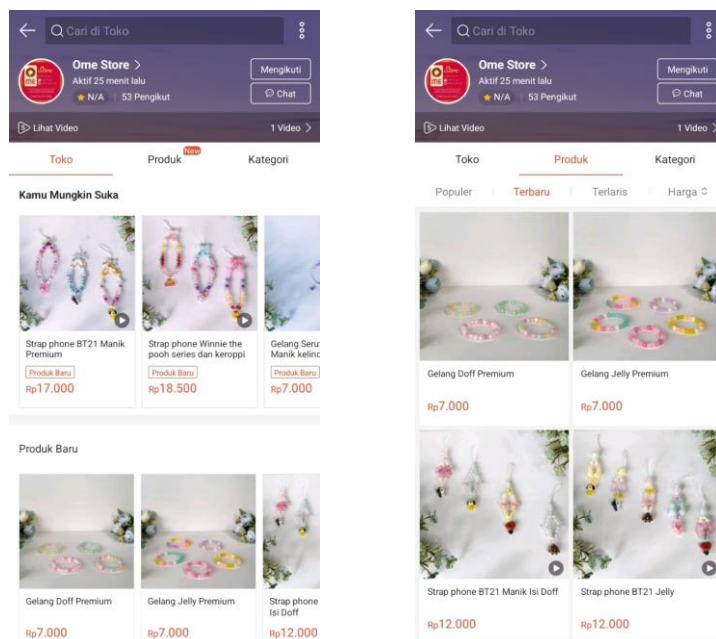 Cari di Toko
Ome Store >
Aktif 25 menit lalu
N/A 53 Pengikut
Mengikuti
Chat
Lihat Video
1 Video >
Toko
Produk
New
Kategori
Kamu Mungkin Suka
Strap phone BT21 Manik
Premium
Produk Baru
Rp17.000
Strap phone Winnie the
pooh series dan keroppi
Produk Baru
Rp18.500
Gelang Seru
Manik kelinc
Produk Baru
Rp7.000
Produk Baru
Gelang Doff Premium
Rp7.000
Gelang Jelly Premium
Rp7.000
Strap phone
Isi Doff
Rp12.000
Cari di Toko
Ome Store >
Aktif 25 menit lalu
N/A 53 Pengikut
Mengikuti
Chat
Lihat Video
1 Video
Toko
Produk
Kategori
Populer
Terbaru
Terlaris
Harga
Gelang Doff Premium
Rp7.000
Gelang Jelly Premium
Rp7.000
Strap phone BT21 Manik Isi Doff
Rp12.000
Strap phone BT21 Jelly
Rp12.000